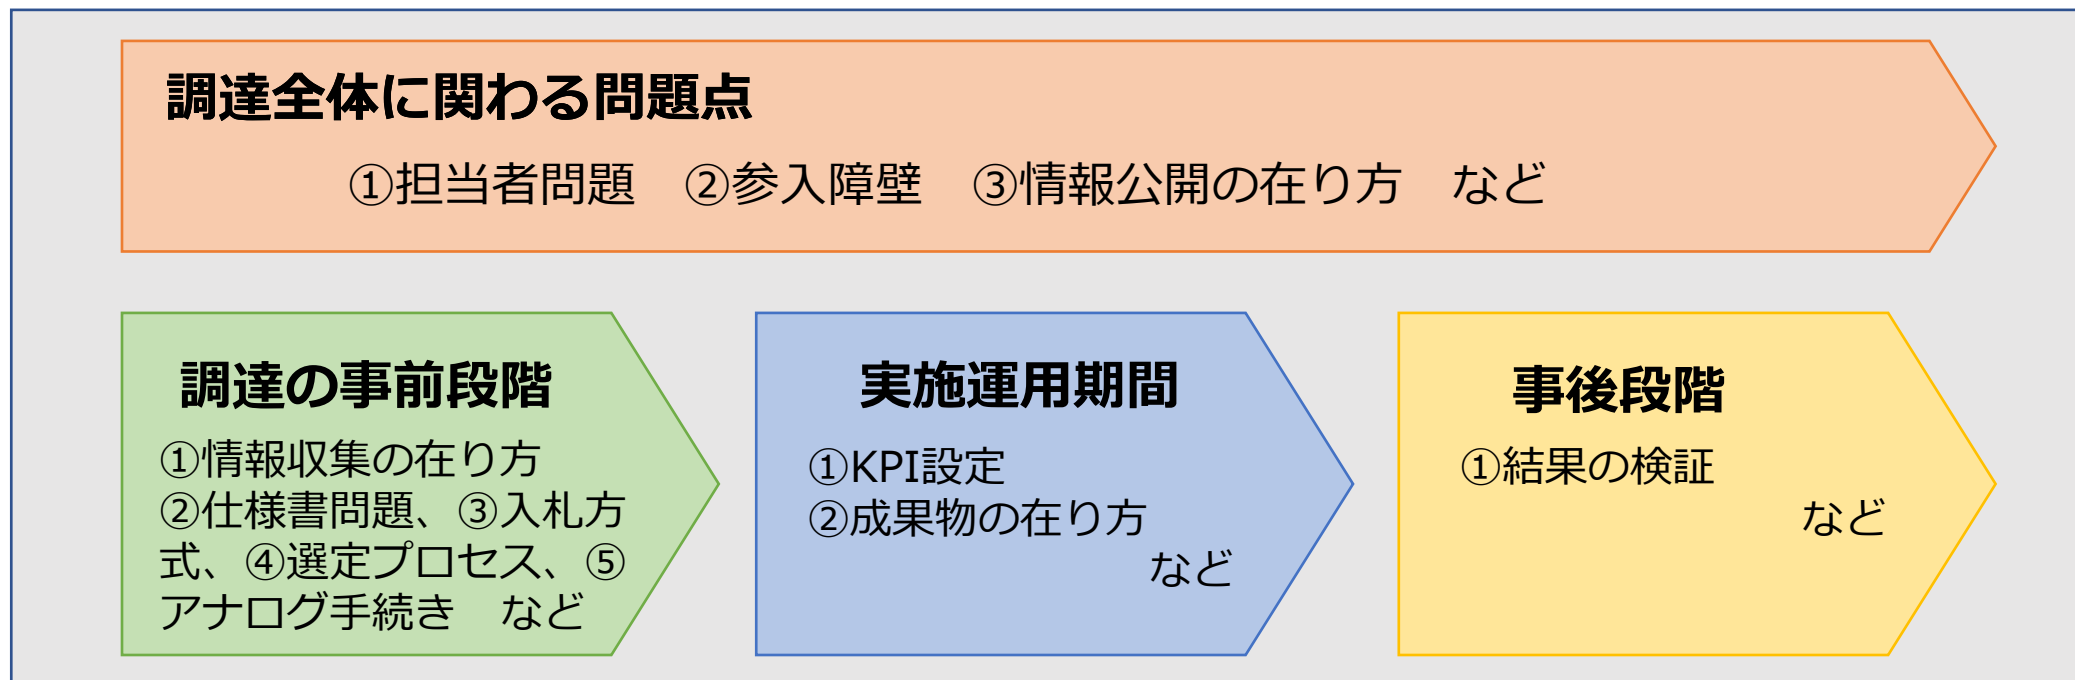 調達全体に関わる問題点
①担当者問題　②参入障壁　③情報公開の在り方　など
調達の事前段階
①情報収集の在り方
②仕様書問題、③入札方
式、④選定プロセス、⑤
アナログ手続き　など
実施運用期間
①KPI設定
②成果物の在り方
など
事後段階
①結果の検証
など